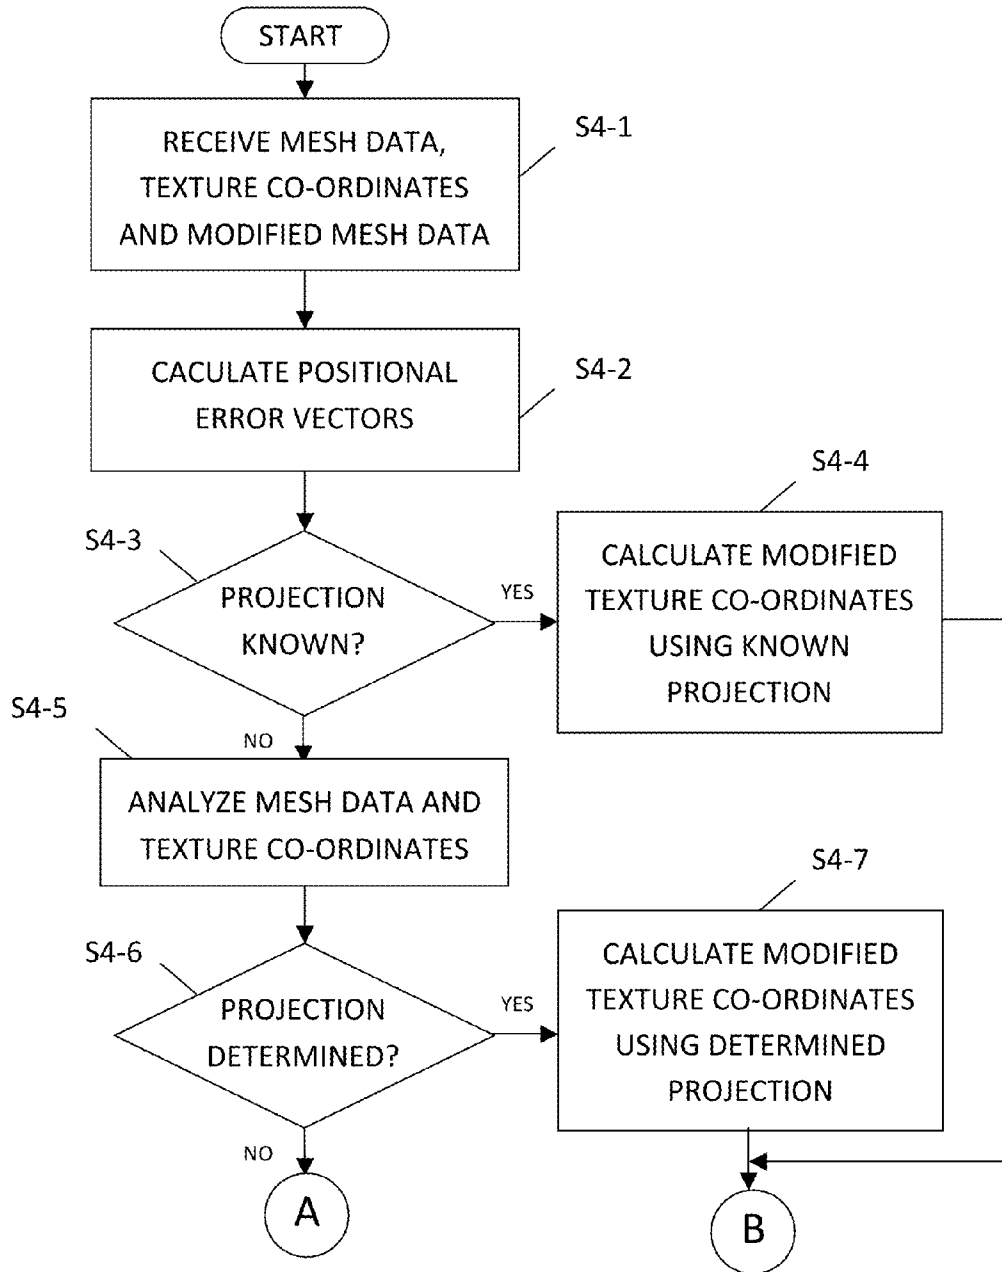 START
RECEIVE MESH DATA,
TEXTURE CO-ORDINATES
AND MODIFIED MESH DATA
S4-1
CACULATE POSITIONAL
ERROR VECTORS
S4-2
S4-3
PROJECTION
KNOWN?
YES
S4-4
CALCULATE MODIFIED
TEXTURE CO-ORDINATES
USING KNOWN
PROJECTION
NO
S4-5
ANALYZE MESH DATA AND
TEXTURE CO-ORDINATES
S4-6
PROJECTION
DETERMINED?
YES
S4-7
CALCULATE MODIFIED
TEXTURE CO-ORDINATES
USING DETERMINED
PROJECTION
NO
A
B